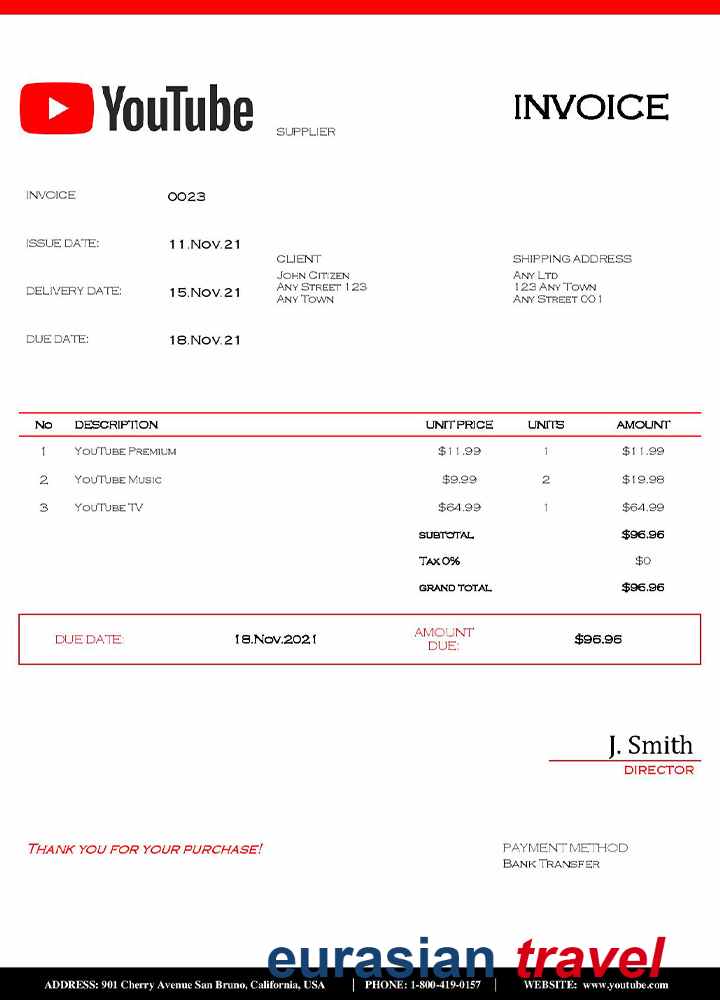 YouTube
SUPPLIER
INVOICE
INVOICE 0023
ISSUE DATE: 11.Nov.21
DELIVERY DATE: 15.Nov.21
DUE DATE: 18.Nov.21
CLIENT
John Citizen
Any Street 123
Any Town
SHIPPING ADDRESS
Any Ltd
123 Any Town
Any Street 001
No DESCRIPTION UNIT PRICE UNITS AMOUNT
1 YouTube Premium $11.99 1 $11.99
2 YouTube Music $9.99 2 $19.98
3 YouTube TV $64.99 1 $64.99
SUBTOTAL $96.96
Tax 0% $0
GRAND TOTAL $96.96
DUE DATE: 18.Nov.2021 AMOUNT DUE: $96.96
J. Smith
DIRECTOR
Thank you for your purchase!
PAYMENT METHOD
Bank Transfer
eurasian travel
ADDRESS: 901 Cherry Avenue San Bruno, California, USA | PHONE: 1-800-419-0157 | WEBSITE: www.youtube.com